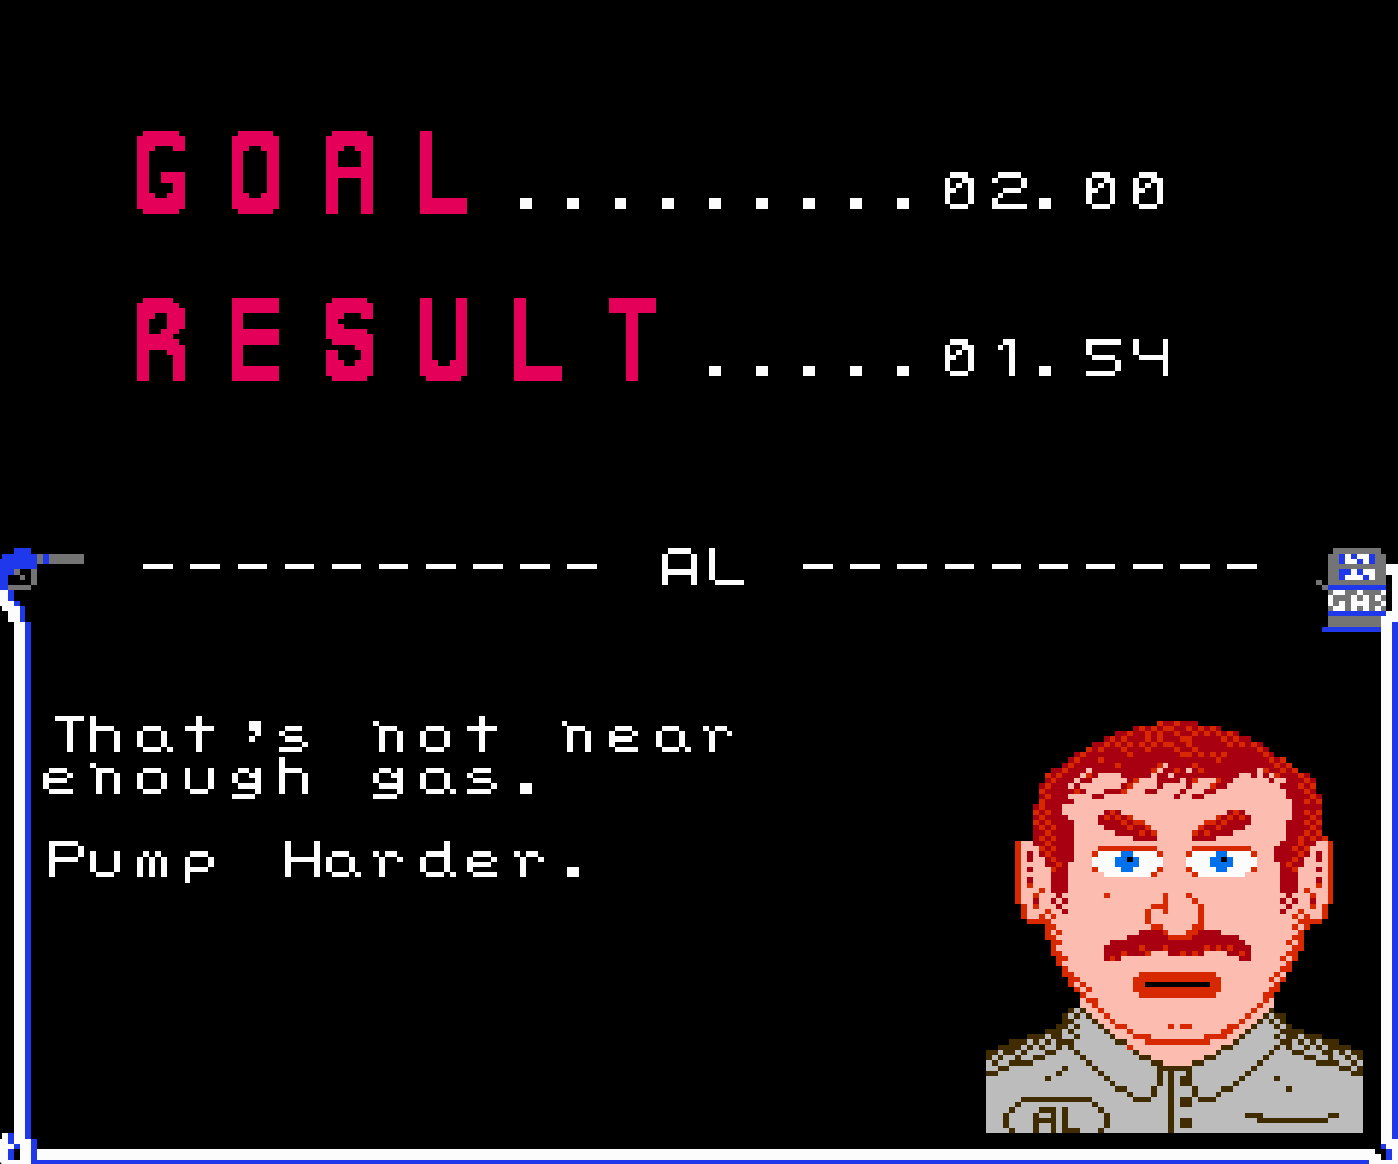 GOAL.........02.00
RESULT.....01.54
---------- AL ----------
GAS
That's not near
enough gas.
Pump Harder.
AL